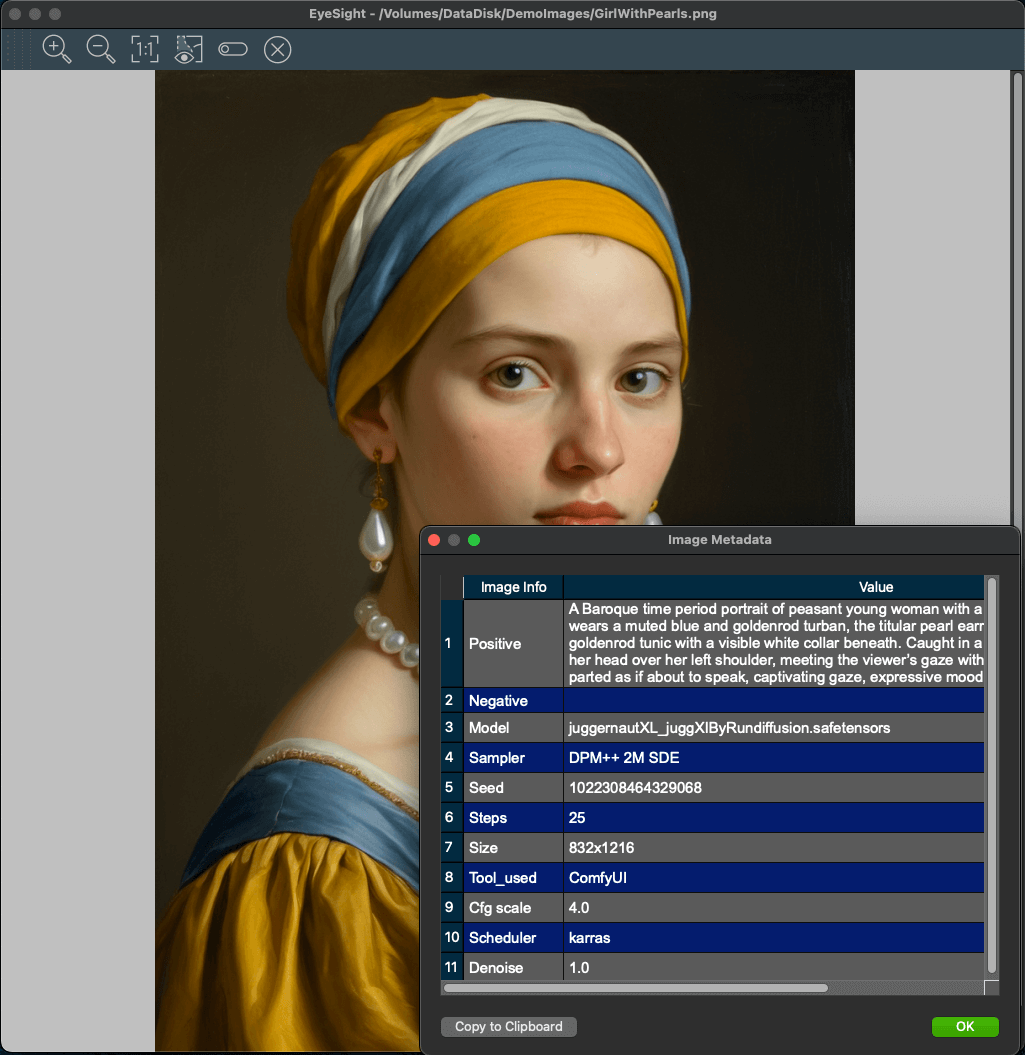 EyeSight - /Volumes/DataDisk/DemoImages/GirlWithPearls.png
1:1
Image Metadata
Image Info Value
1 Positive A Baroque time period portrait of peasant young woman with a
wears a muted blue and goldenrod turban, the titular pearl earr
goldenrod tunic with a visible white collar beneath. Caught in a
her head over her left shoulder, meeting the viewer's gaze with
parted as if about to speak, captivating gaze, expressive mood
2 Negative
3 Model juggernautXL_juggXIByRundiffusion.safetensors
4 Sampler DPM++ 2M SDE
5 Seed 1022308464329068
6 Steps 25
7 Size 832x1216
8 Tool_used ComfyUI
9 Cfg scale 4.0
10 Scheduler karras
11 Denoise 1.0
Copy to Clipboard OK